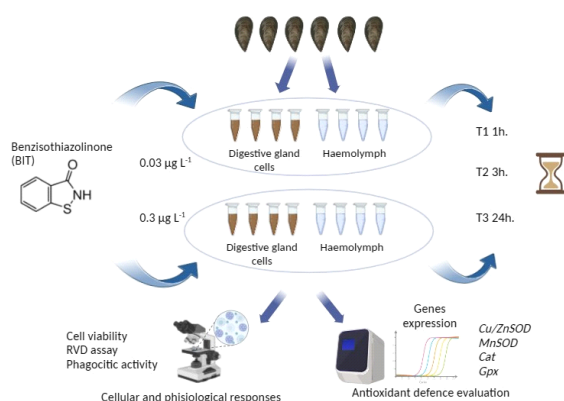 Benzisothiazolinone
(BIT)
O
NH
S
0.03 µg L⁻¹
0.3 µg L⁻¹
Digestive gland
cells
Haemolymph
Digestive gland
cells
Haemolymph
T1 1h.
T2 3h.
T3 24h.
Cell viability
RVD assay
Phagocitic activity
Cellular and phisiological responses
Genes
expression
Cu/ZnSOD
MnSOD
Cat
Gpx
Antioxidant defence evaluation